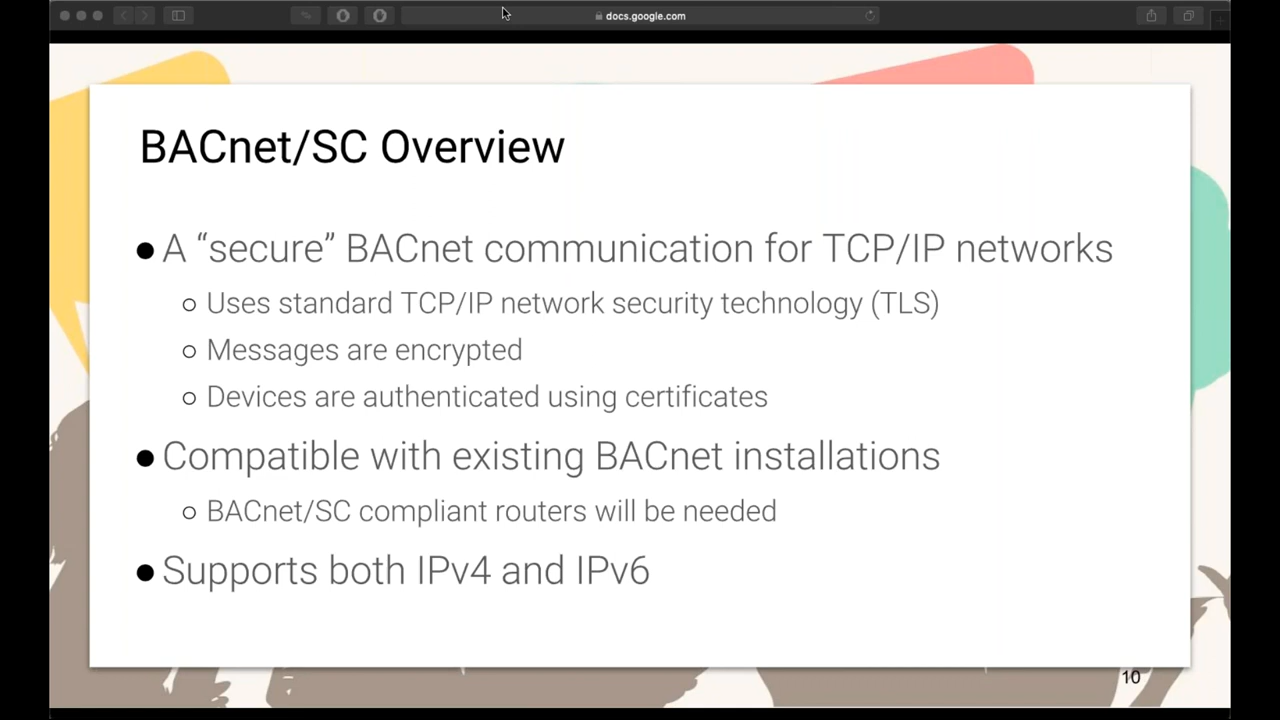 docs.google.com
BACnet/SC Overview
● A “secure” BACnet communication for TCP/IP networks
○ Uses standard TCP/IP network security technology (TLS)
○ Messages are encrypted
○ Devices are authenticated using certificates
● Compatible with existing BACnet installations
○ BACnet/SC compliant routers will be needed
● Supports both IPv4 and IPv6
10